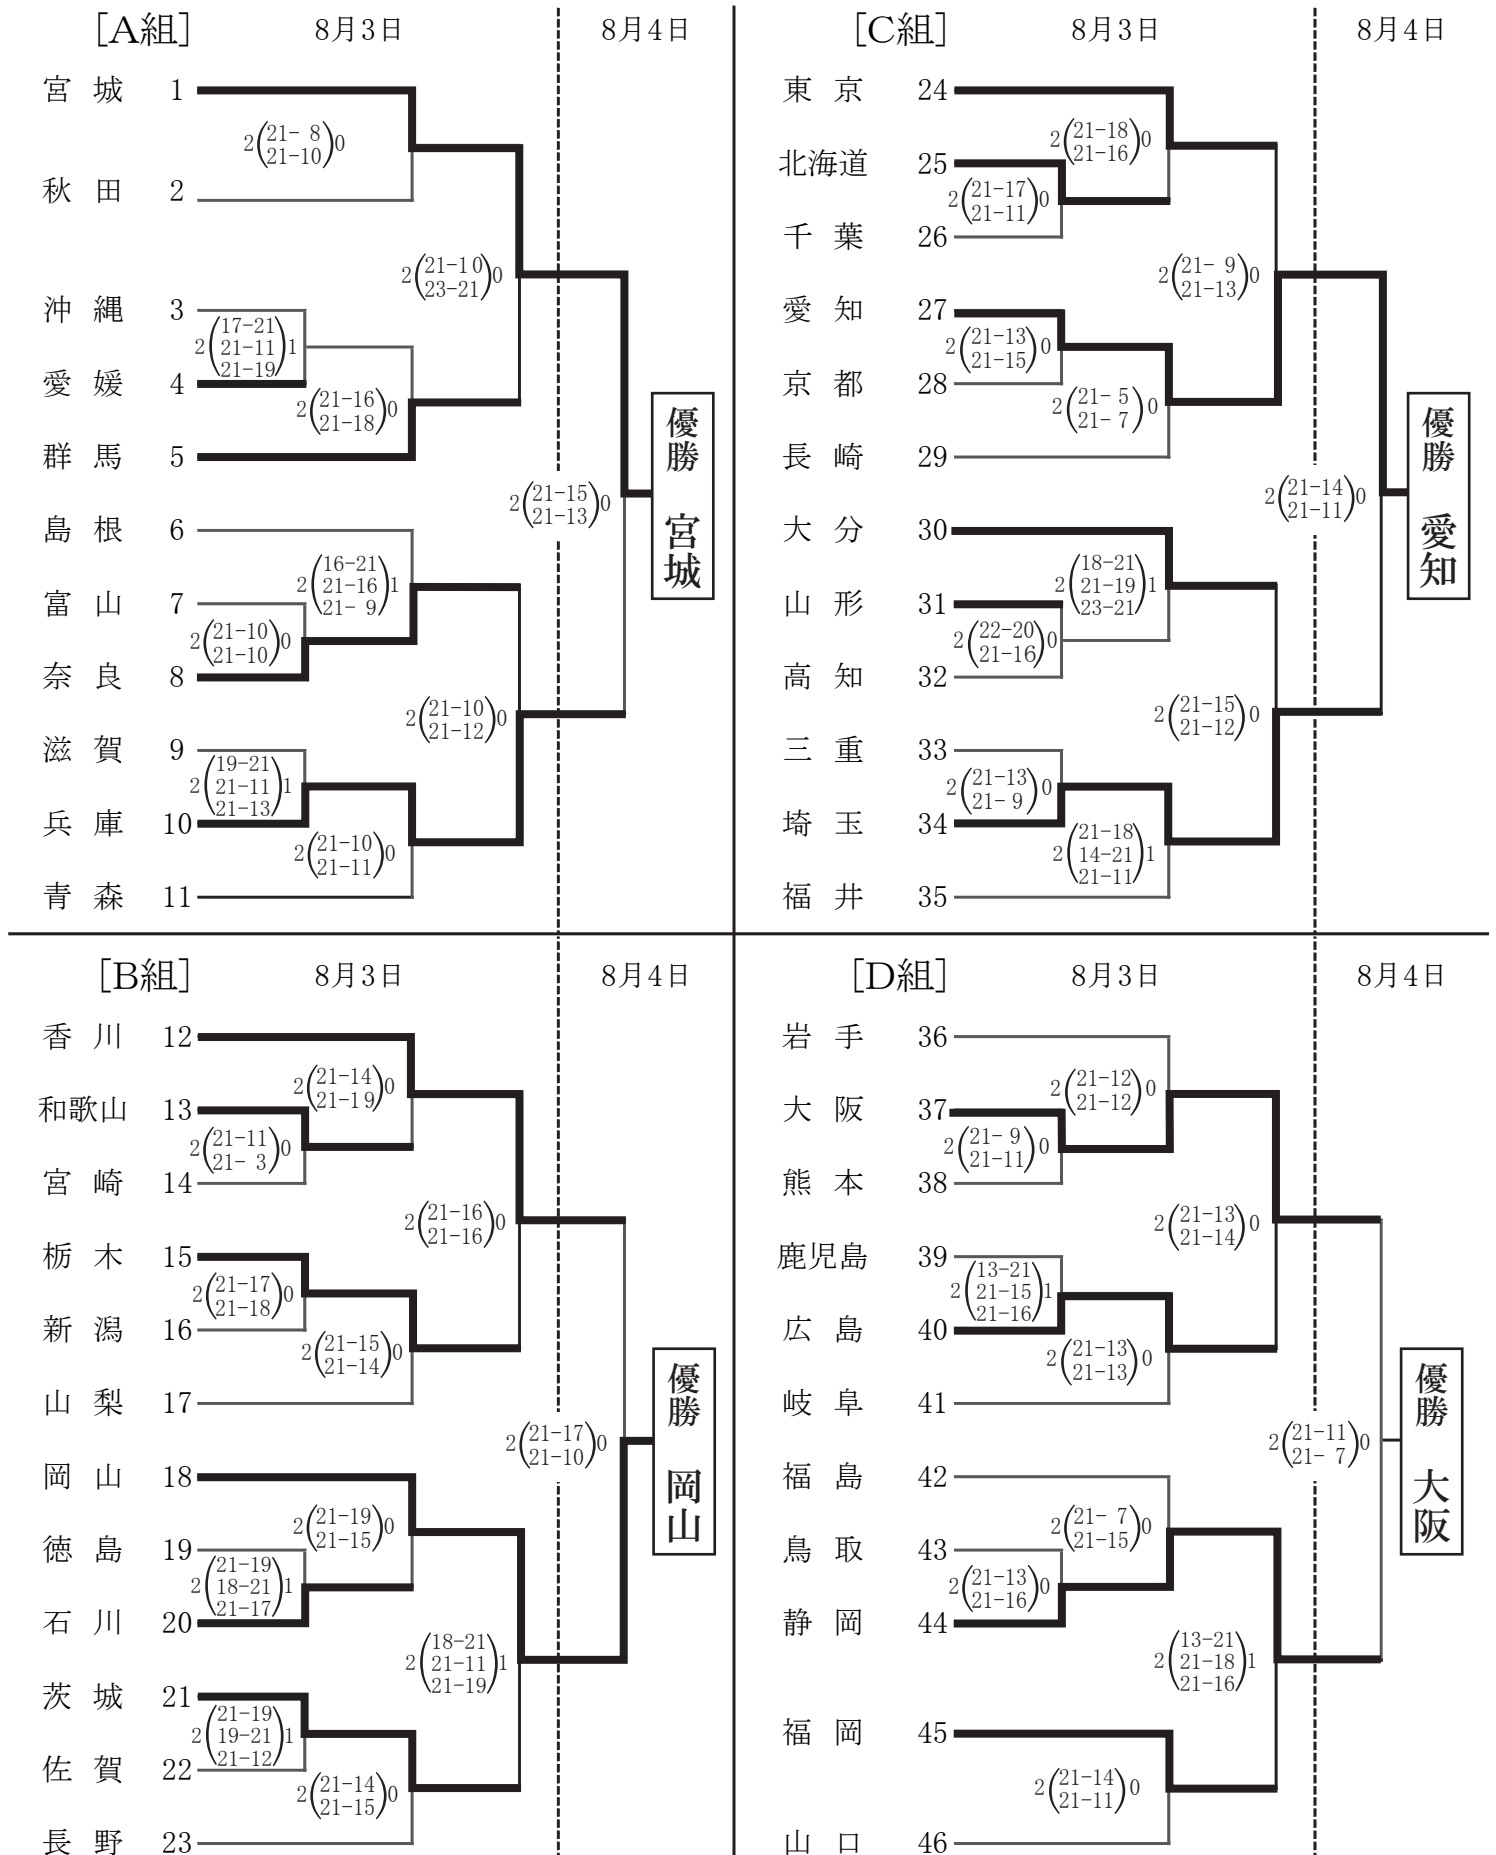 [A組] 8月3日 8月4日
宮城 1
2(21- 8 21-10)0
秋田 2
2(21-10 23-21)0
沖縄 3
2(17-21 21-11 21-19)1
愛媛 4
2(21-16 21-18)0
群馬 5
2(21-15 21-13)0
優勝 宮城
島根 6
2(16-21 21-16 21- 9)1
富山 7
2(21-10 21-10)0
奈良 8
2(21-10 21-12)0
滋賀 9
2(19-21 21-11 21-13)1
兵庫 10
2(21-10 21-11)0
青森 11
[C組] 8月3日 8月4日
東京 24
2(21-18 21-16)0
北海道 25
2(21-17 21-11)0
千葉 26
2(21- 9 21-13)0
愛知 27
2(21-13 21-15)0
京都 28
2(21- 5 21- 7)0
長崎 29
2(21-14 21-11)0
優勝 愛知
大分 30
2(18-21 21-19 23-21)1
山形 31
2(22-20 21-16)0
高知 32
2(21-15 21-12)0
三重 33
2(21-13 21- 9)0
埼玉 34
2(21-18 14-21 21-11)1
福井 35
[B組] 8月3日 8月4日
香川 12
2(21-14 21-19)0
和歌山 13
2(21-11 21- 3)0
宮崎 14
2(21-16 21-16)0
栃木 15
2(21-17 21-18)0
新潟 16
2(21-15 21-14)0
山梨 17
2(21-17 21-10)0
優勝 岡山
岡山 18
2(21-19 21-15)0
徳島 19
2(21-19 18-21 21-17)1
石川 20
2(18-21 21-11 21-19)1
茨城 21
2(21-19 19-21 21-12)1
佐賀 22
2(21-14 21-15)0
長野 23
[D組] 8月3日 8月4日
岩手 36
2(21-12 21-12)0
大阪 37
2(21- 9 21-11)0
熊本 38
2(21-13 21-14)0
鹿児島 39
2(13-21 21-15 21-16)1
広島 40
2(21-13 21-13)0
岐阜 41
2(21-11 21- 7)0
優勝 大阪
福島 42
2(21- 7 21-15)0
鳥取 43
2(21-13 21-16)0
静岡 44
2(13-21 21-18 21-16)1
福岡 45
2(21-14 21-11)0
山口 46